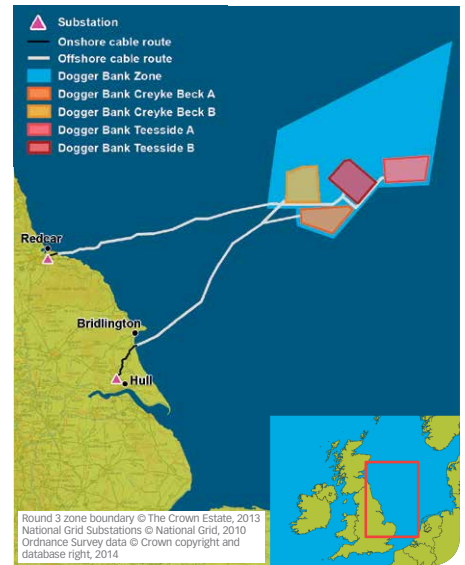 Substation
Onshore cable route
Offshore cable route
Dogger Bank Zone
Dogger Bank Creyke Beck A
Dogger Bank Creyke Beck B
Dogger Bank Teesside A
Dogger Bank Teesside B
Redcar
Bridlington
Hull
Round 3 zone boundary © The Crown Estate, 2013
National Grid Substations © National Grid, 2010
Ordnance Survey data © Crown copyright and
database right, 2014